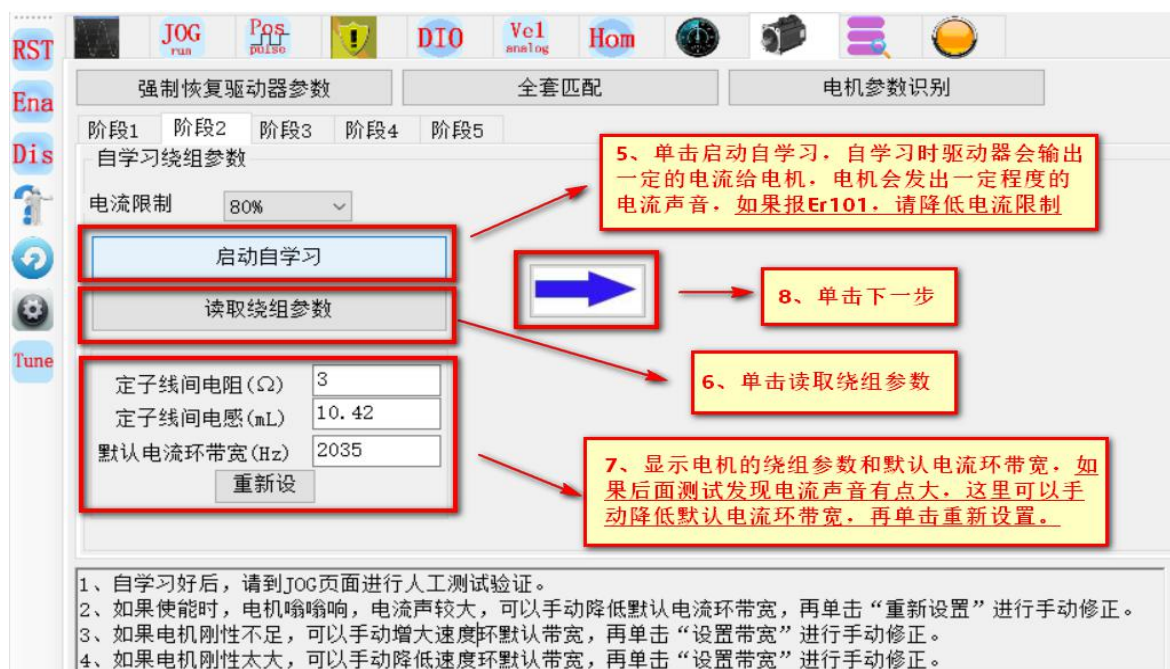 RST
JOG
run
Pos
pulse
DIO
Vel
analog
Hom
Ena
强制恢复驱动器参数
全套匹配
电机参数识别
Dis
阶段1 阶段2 阶段3 阶段4 阶段5
自学习绕组参数
5、单击启动自学习，自学习时驱动器会输出
一定的电流给电机，电机会发出一定程度的
电流声音，如果报Er101，请降低电流限制
电流限制 80%
启动自学习
8、单击下一步
读取绕组参数
Tune
6、单击读取绕组参数
定子线间电阻(Ω) 3
定子线间电感(mL) 10.42
默认电流环带宽(Hz) 2035
重新设
7、显示电机的绕组参数和默认电流环带宽，如
果后面测试发现电流声音有点大，这里可以手
动降低默认电流环带宽，再单击重新设置。
1、自学习好后，请到JOG页面进行人工测试验证。
2、如果使能时，电机嗡嗡响，电流声较大，可以手动降低默认电流环带宽，再单击“重新设置”进行手动修正。
3、如果电机刚性不足，可以手动增大速度环默认带宽，再单击“设置带宽”进行手动修正。
4、如果电机刚性太大，可以手动降低速度环默认带宽，再单击“设置带宽”进行手动修正。